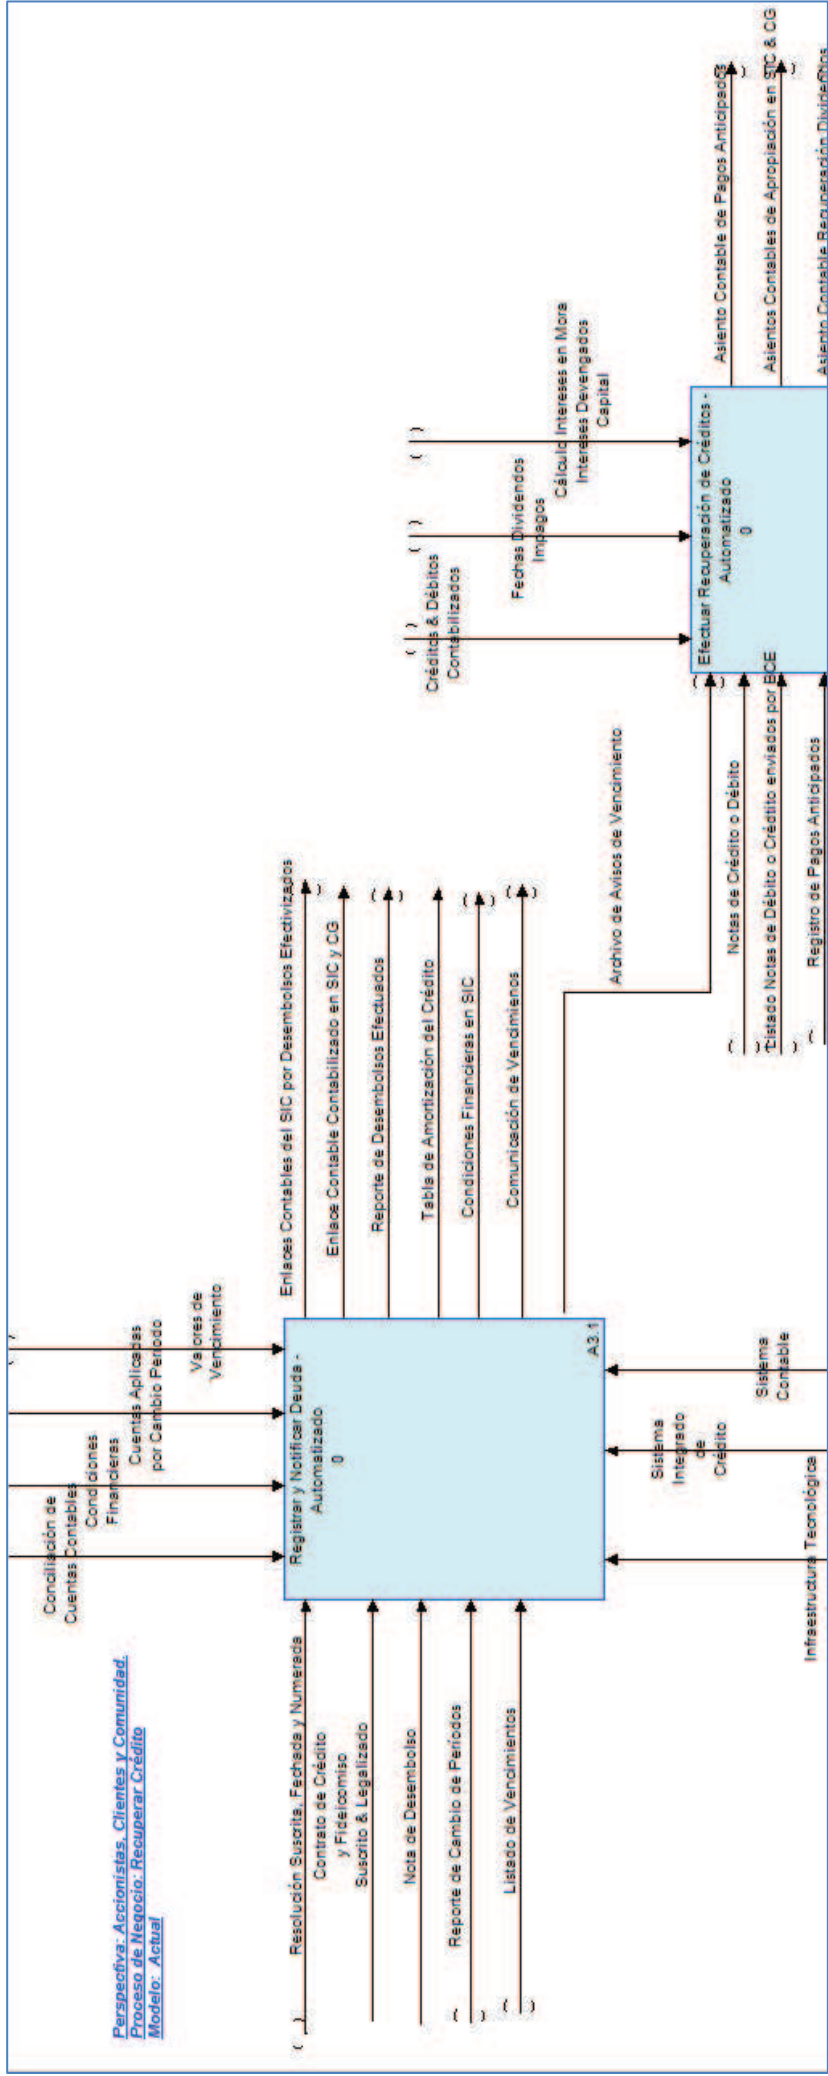 Perspectiva: Accionistas, Clientes y Comunidad.
Proceso de Negocio: Recuperar Crédito
Modelo: Actual
Conciliación de
Cuentas Contables
Condiciones
Financieras
Cuentas Aplicadas
por Cambio Período
Valores de
Vencimiento
Resolución Suscrita, Fechada y Numerada
Contrato de Crédito
y Fideicomiso
Suscrito & Legalizado
Nota de Desembolso
Reporte de Cambio de Períodos
Listado de Vencimientos
Registrar y Notificar Deuda -
Automatizado
0
A3.1
Infraestructura Tecnológica
Sistema
Integrado
de
Crédito
Sistema
Contable
Enlaces Contables del SIC por Desembolsos Efectivizados
Enlace Contable Contabilizado en SIC y CG
Reporte de Desembolsos Efectuados
Tabla de Amortización del Crédito
Condiciones Financieras en SIC
Comunicación de Vencimienos
Archivo de Avisos de Vencimiento
Créditos & Débitos
Contabilizados
Fechas Dividendos
Impagos
Cálculo Intereses en Mora
Intereses Devengados
Capital
Notas de Crédito o Débito
Listado Notas de Débito o Crédtito enviados por BCE
Registro de Pagos Anticipados
Efectuar Recuperación de Créditos -
Automatizado
0
Asiento Contable de Pagos Anticipados
Asientos Contables de Apropiación en SIC & CG
Asiento Contable Recuperación Dividendos